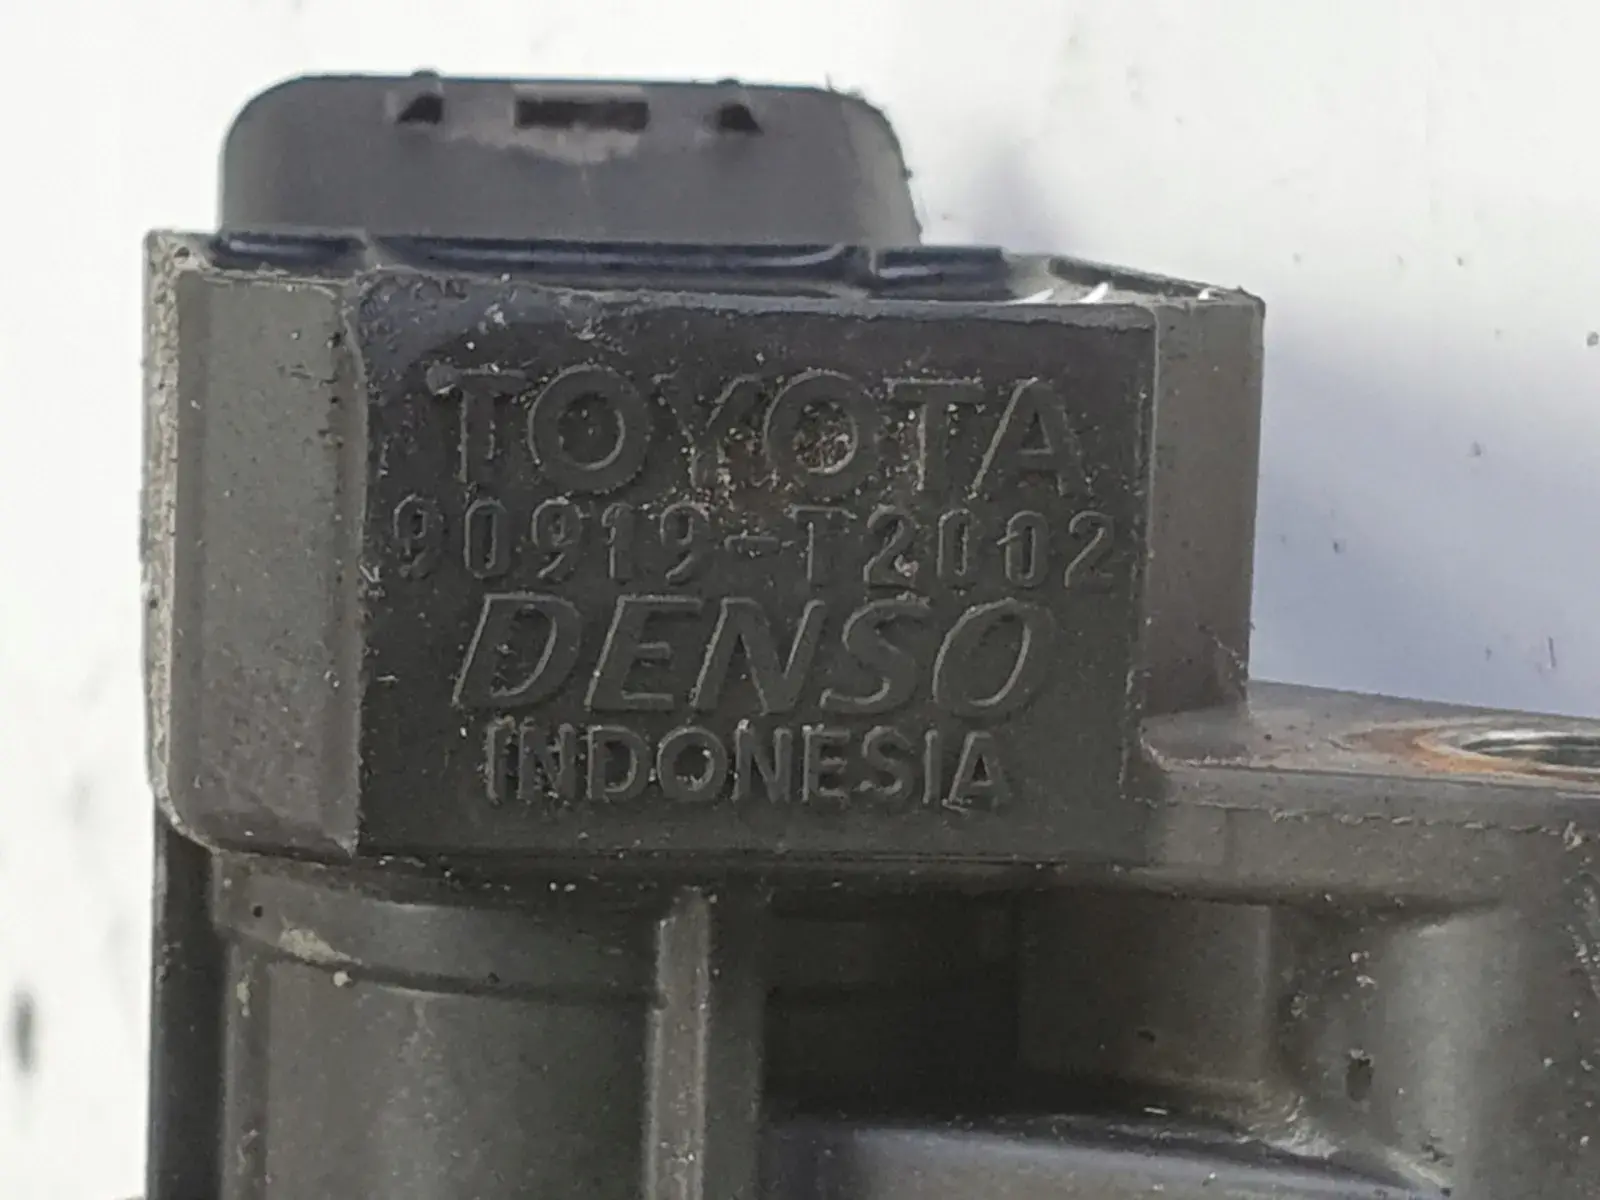 TOYOTA
90919-T2002
DENSO
INDONESIA